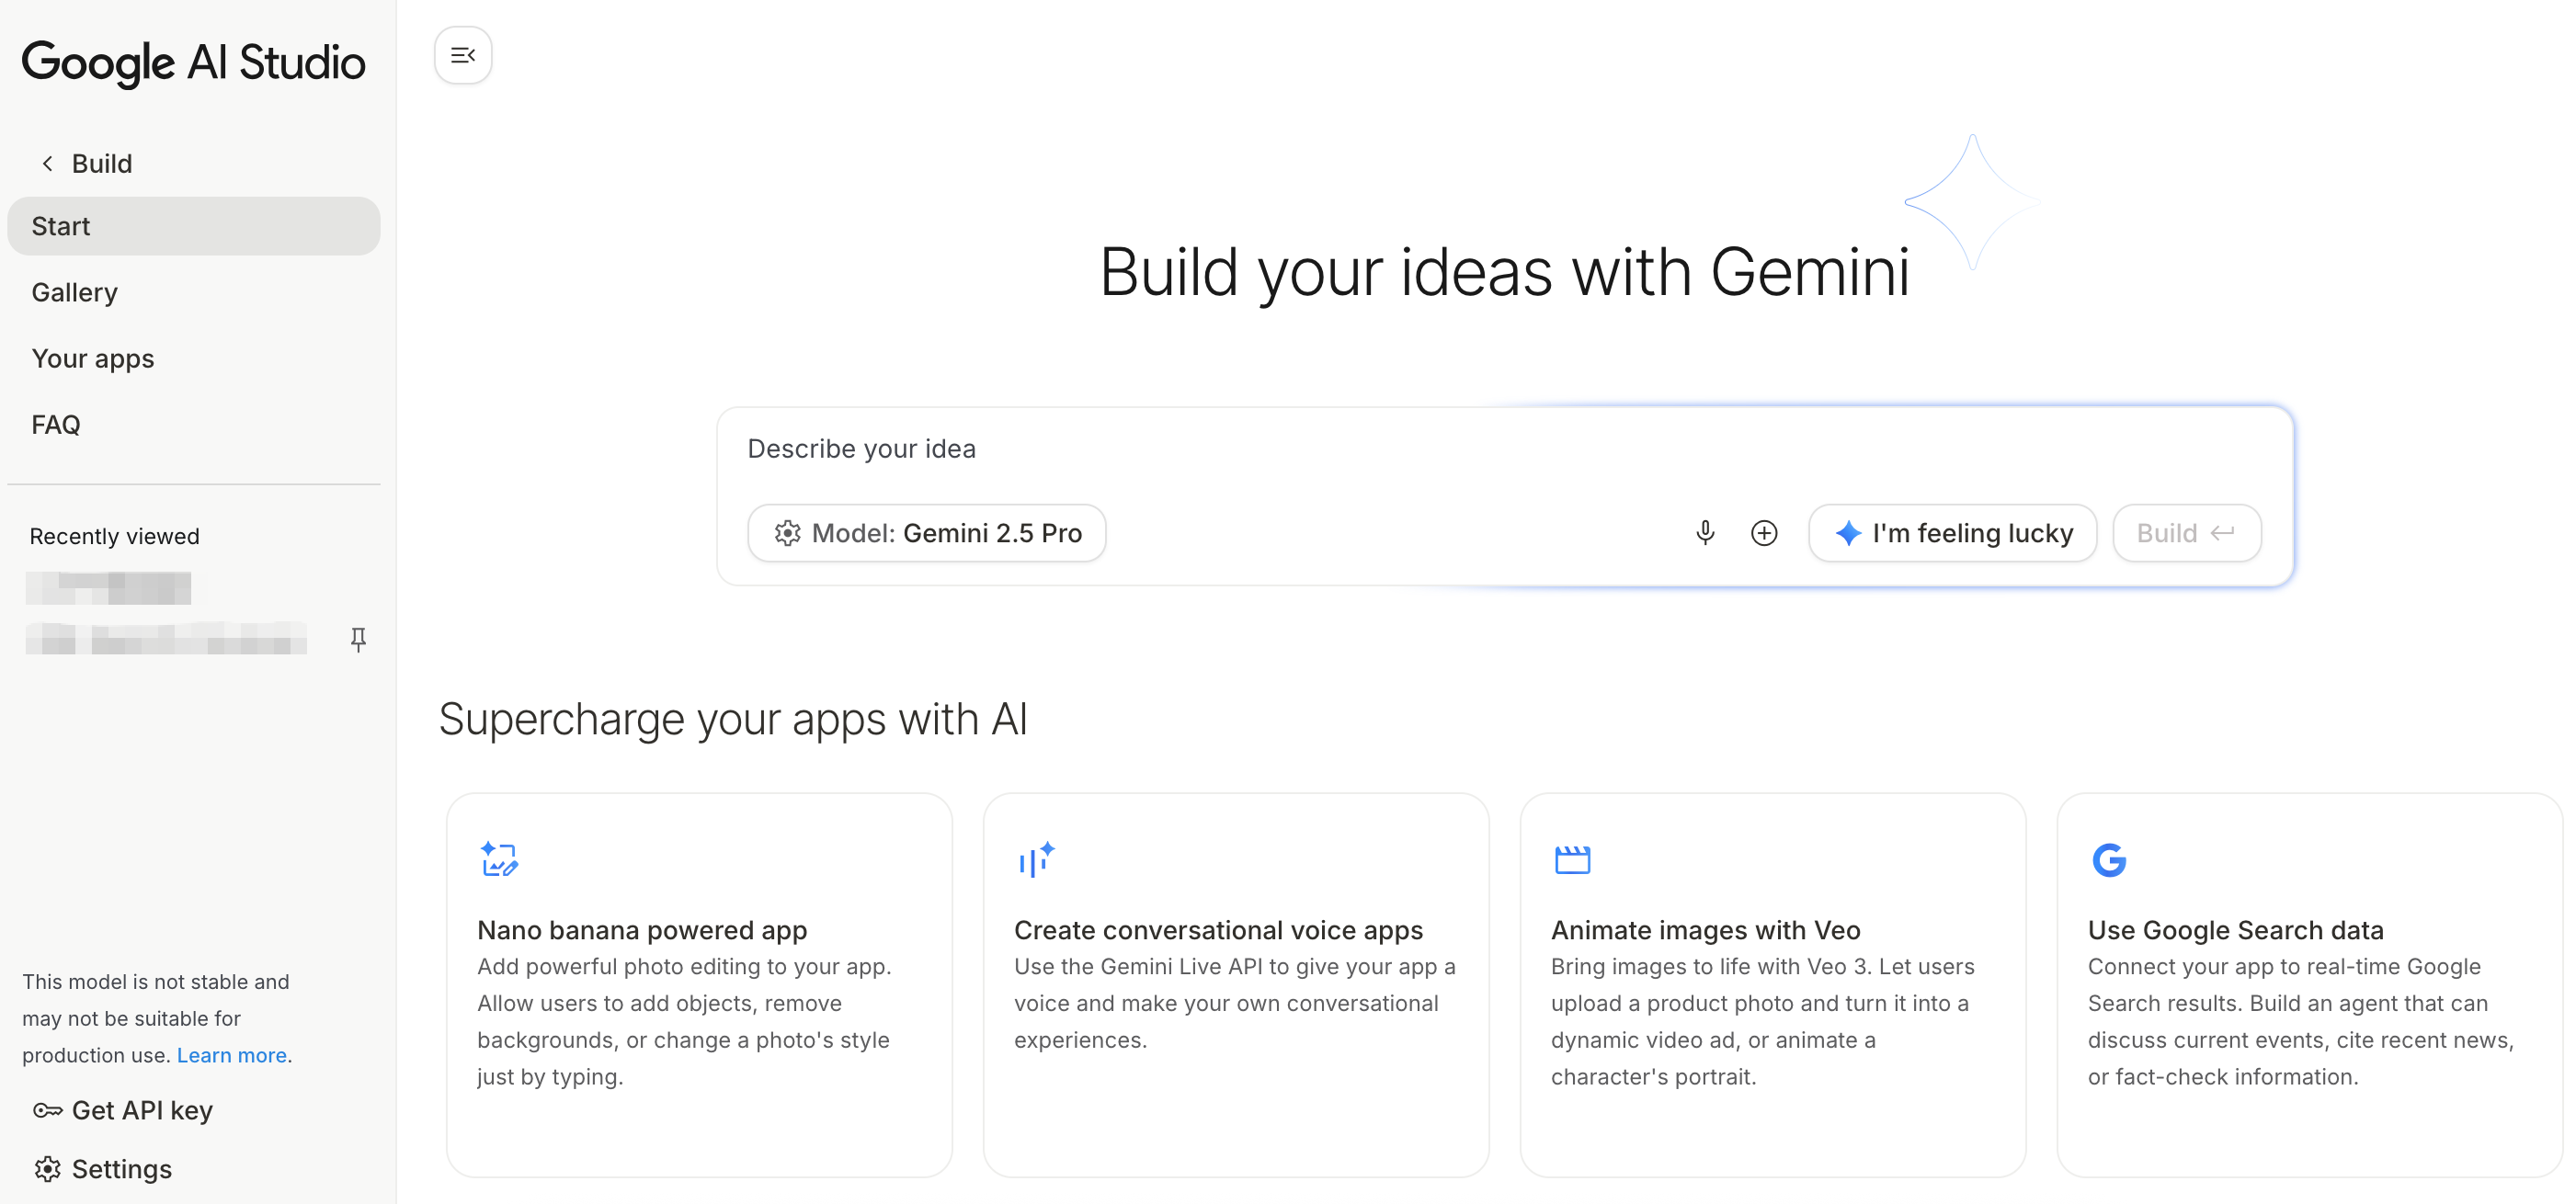 Google AI Studio
Build
Start
Gallery
Your apps
FAQ
Recently viewed
This model is not stable and
may not be suitable for
production use. Learn more.
Get API key
Settings
Build your ideas with Gemini
Describe your idea
Model: Gemini 2.5 Pro
I'm feeling lucky
Build
Supercharge your apps with AI
Nano banana powered app
Add powerful photo editing to your app.
Allow users to add objects, remove
backgrounds, or change a photo's style
just by typing.
Create conversational voice apps
Use the Gemini Live API to give your app a
voice and make your own conversational
experiences.
Animate images with Veo
Bring images to life with Veo 3. Let users
upload a product photo and turn it into a
dynamic video ad, or animate a
character's portrait.
Use Google Search data
Connect your app to real-time Google
Search results. Build an agent that can
discuss current events, cite recent news,
or fact-check information.